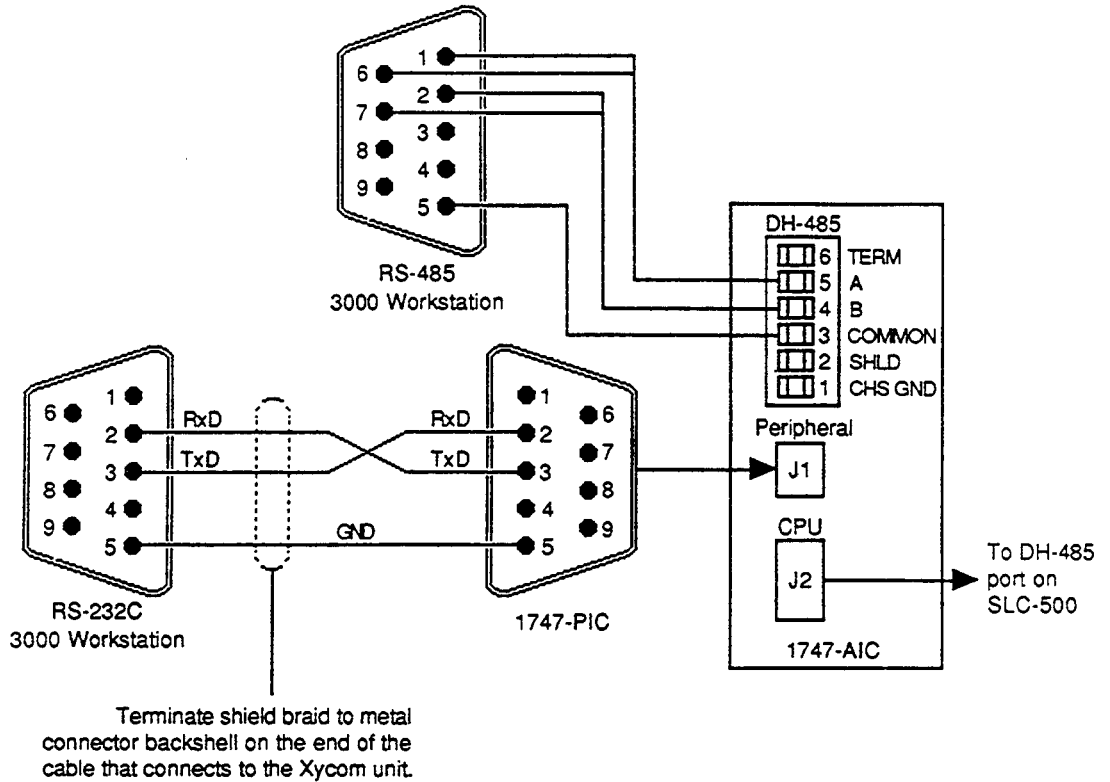 1
6
2
7
3
8
4
9
5
RS-485
3000 Workstation
DH-485
6 TERM
5 A
4 B
3 COMMON
2 SHLD
1 CHS GND
Peripheral
J1
CPU
J2
1747-AIC
To DH-485
port on
SLC-500
1
6
2 RxD
7
3 TxD
8
4
9
5 GND
RS-232C
3000 Workstation
1
6
RxD 2
7
TxD 3
8
4
9
5
1747-PIC
Terminate shield braid to metal
connector backshell on the end of the
cable that connects to the Xycom unit.